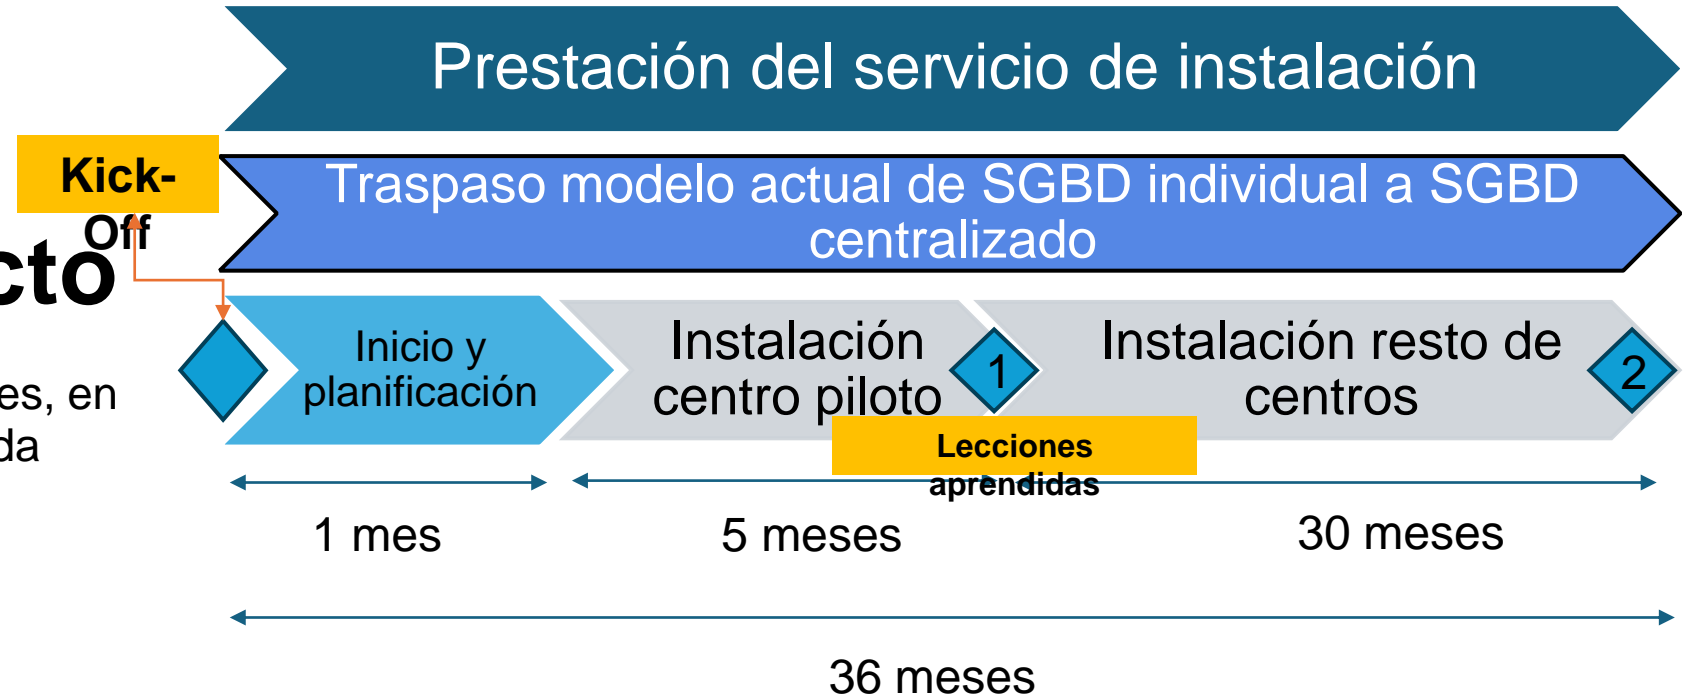 Prestación del servicio de instalación
Kick-
Off
Traspaso modelo actual de SGBD individual a SGBD
centralizado
cto
es, en
da
Inicio y
planificación
Instalación
centro piloto
1
Instalación resto de
centros
2
Lecciones
aprendidas
1 mes
5 meses
30 meses
36 meses